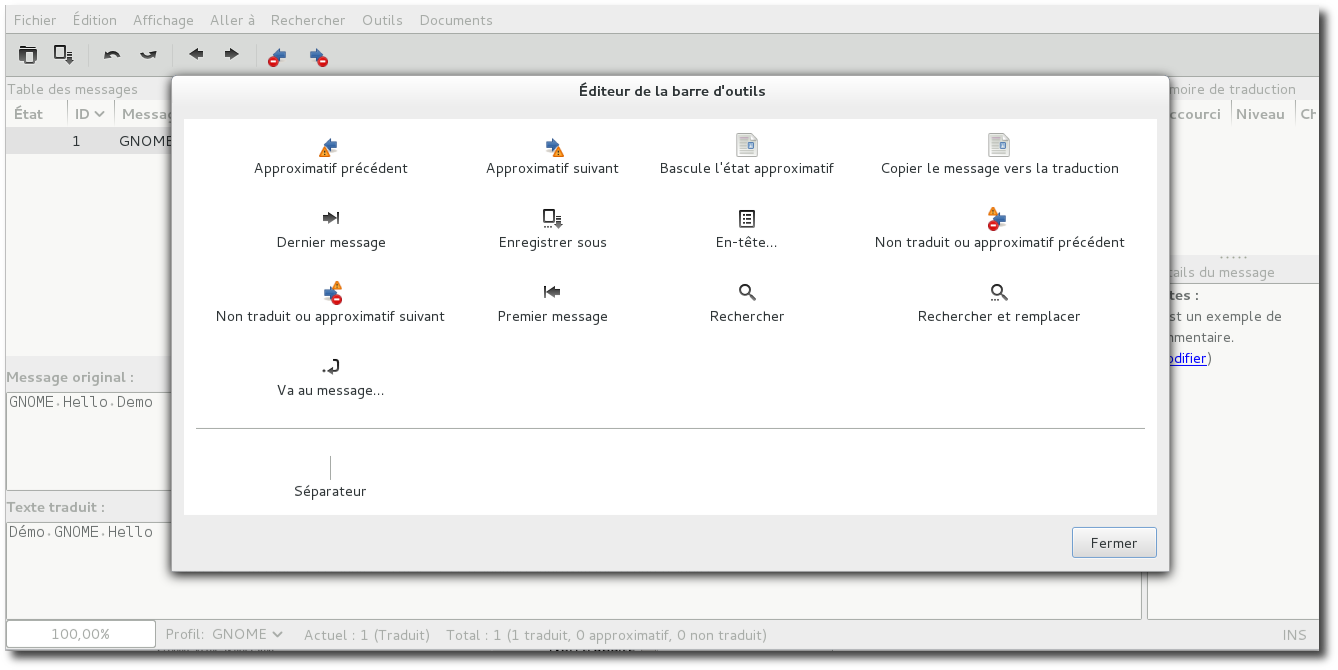 Fichier Édition Affichage Aller à Rechercher Outils Documents
Table des messages
moire de traduction
État ID Messag
ccourci Niveau Ch
1 GNOME
Éditeur de la barre d'outils
Approximatif précédent Approximatif suivant Bascule l'état approximatif Copier le message vers la traduction
Dernier message Enregistrer sous En-tête... Non traduit ou approximatif précédent
Non traduit ou approximatif suivant Premier message Rechercher Rechercher et remplacer
Va au message...
Séparateur
Fermer
tails du message
tes :
st un exemple de
mentaire.
odifier)
Message original :
GNOME·Hello·Demo
Texte traduit :
Démo·GNOME·Hello
100,00% Profil: GNOME Actuel : 1 (Traduit) Total : 1 (1 traduit, 0 approximatif, 0 non traduit) INS